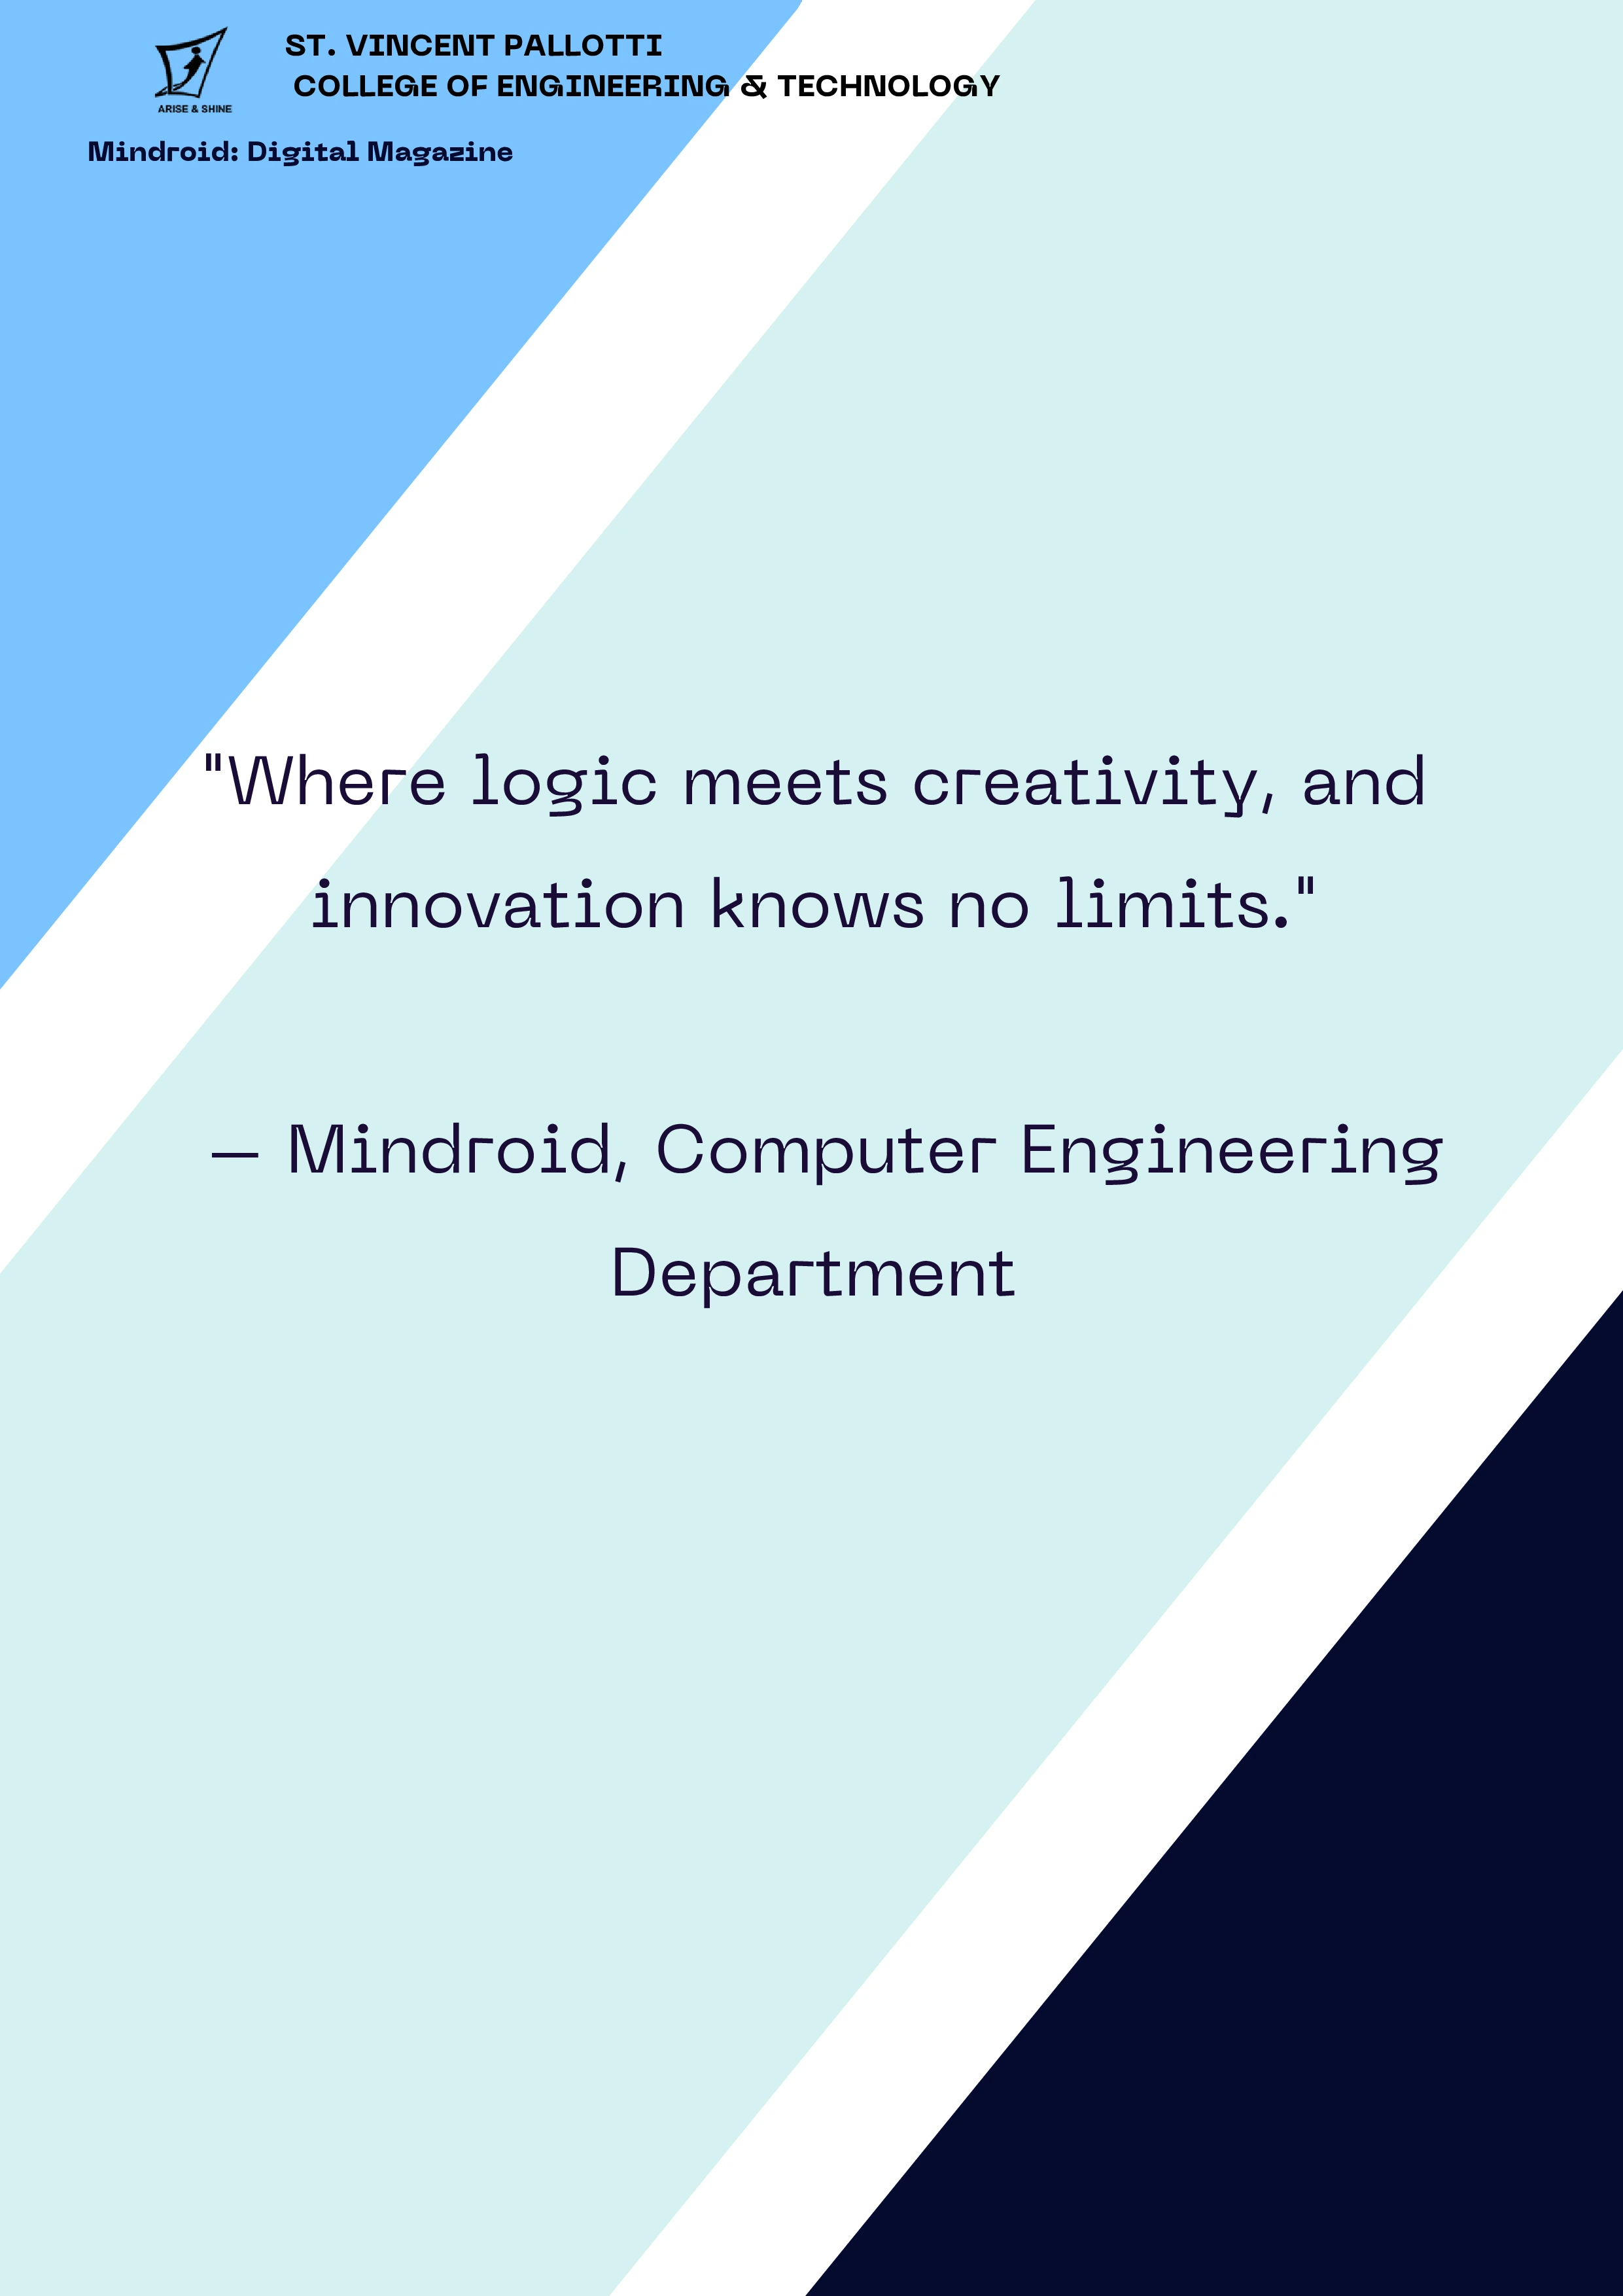 ST. VINCENT PALLOTTI
COLLEGE OF ENGINEERING & TECHNOLOGY
ARISE & SHINE
Mindroid: Digital Magazine
"Where logic meets creativity, and
innovation knows no limits."
— Mindroid, Computer Engineering
Department